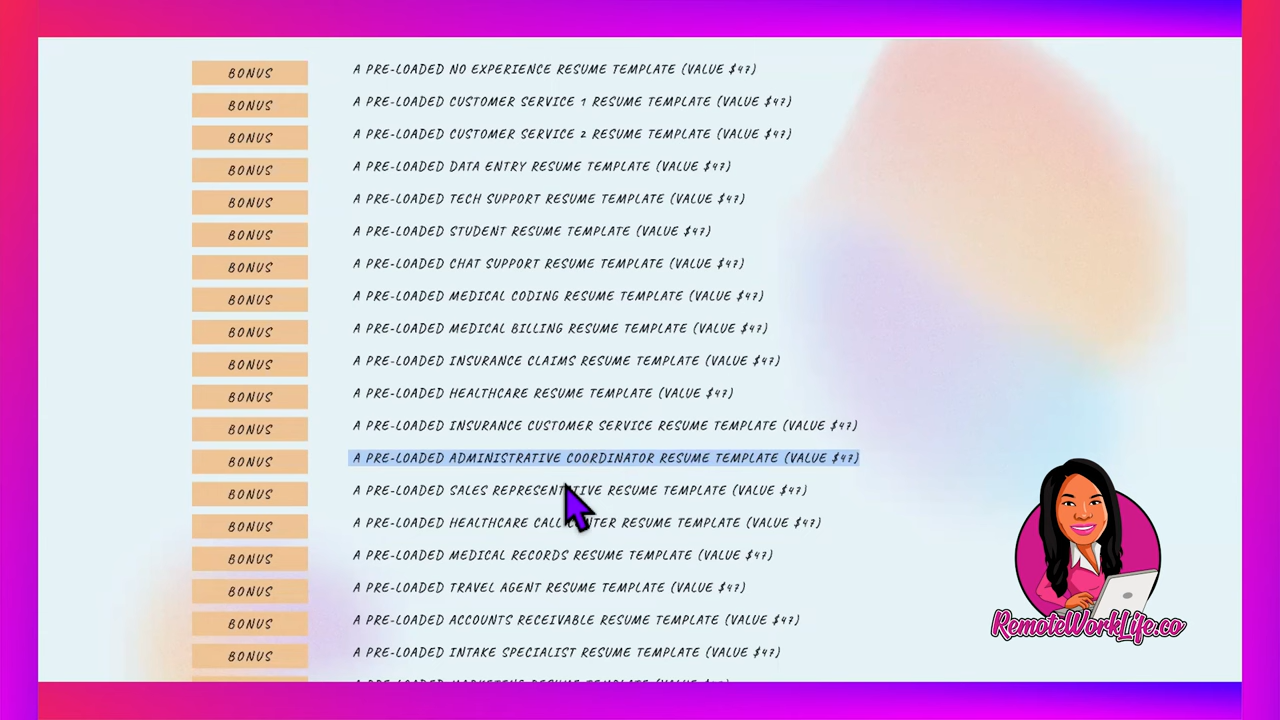 BONUS A PRE-LOADED NO EXPERIENCE RESUME TEMPLATE (VALUE $47)
BONUS A PRE-LOADED CUSTOMER SERVICE 1 RESUME TEMPLATE (VALUE $47)
BONUS A PRE-LOADED CUSTOMER SERVICE 2 RESUME TEMPLATE (VALUE $47)
BONUS A PRE-LOADED DATA ENTRY RESUME TEMPLATE (VALUE $47)
BONUS A PRE-LOADED TECH SUPPORT RESUME TEMPLATE (VALUE $47)
BONUS A PRE-LOADED STUDENT RESUME TEMPLATE (VALUE $47)
BONUS A PRE-LOADED CHAT SUPPORT RESUME TEMPLATE (VALUE $47)
BONUS A PRE-LOADED MEDICAL CODING RESUME TEMPLATE (VALUE $47)
BONUS A PRE-LOADED MEDICAL BILLING RESUME TEMPLATE (VALUE $47)
BONUS A PRE-LOADED INSURANCE CLAIMS RESUME TEMPLATE (VALUE $47)
BONUS A PRE-LOADED HEALTHCARE RESUME TEMPLATE (VALUE $47)
BONUS A PRE-LOADED INSURANCE CUSTOMER SERVICE RESUME TEMPLATE (VALUE $47)
BONUS A PRE-LOADED ADMINISTRATIVE COORDINATOR RESUME TEMPLATE (VALUE $47)
BONUS A PRE-LOADED SALES REPRESENTATIVE RESUME TEMPLATE (VALUE $47)
BONUS A PRE-LOADED HEALTHCARE CALL CENTER RESUME TEMPLATE (VALUE $47)
BONUS A PRE-LOADED MEDICAL RECORDS RESUME TEMPLATE (VALUE $47)
BONUS A PRE-LOADED TRAVEL AGENT RESUME TEMPLATE (VALUE $47)
BONUS A PRE-LOADED ACCOUNTS RECEIVABLE RESUME TEMPLATE (VALUE $47)
BONUS A PRE-LOADED INTAKE SPECIALIST RESUME TEMPLATE (VALUE $47)
RemoteWorkLife.co